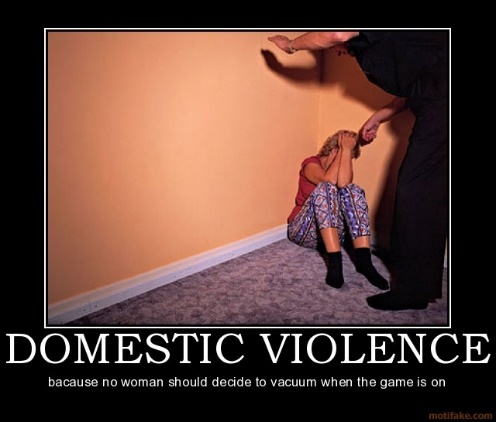 DOMESTIC VIOLENCE
bacause no woman should decide to vacuum when the game is on
motifake.com